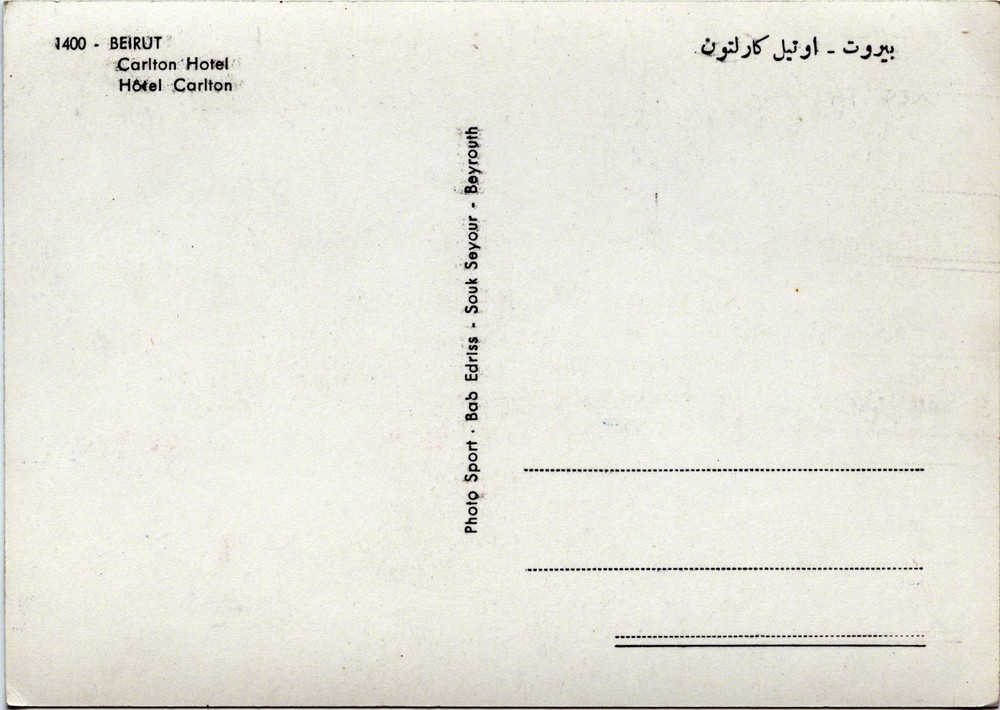 1400 - BEIRUT
Carlton Hotel
Hôtel Carlton
بيروت - اوتيل كارلتون
Photo Sport - Bab Edriss - Souk Seyour - Beyrouth